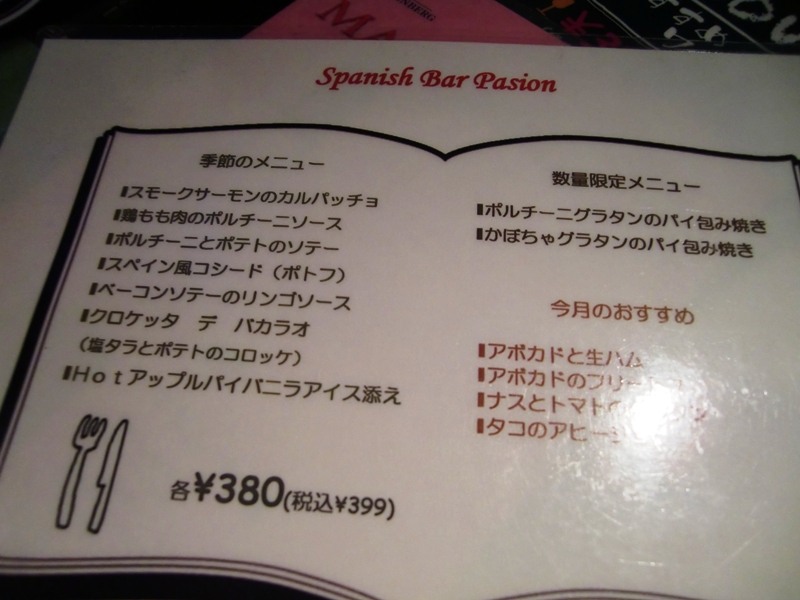 Spanish Bar Pasion
季節のメニュー
スモークサーモンのカルパッチョ
鶏もも肉のポルチーニソース
ポルチーニとポテトのソテー
スペイン風コシード（ポトフ）
ベーコンソテーのリンゴソース
クロケッタ デ バカラオ
（塩タラとポテトのコロッケ）
Hotアップルパイバニラアイス添え
各¥380(税込¥399)
数量限定メニュー
ポルチーニグラタンのパイ包み焼き
かぼちゃグラタンのパイ包み焼き
今月のおすすめ
アボカドと生ハム
アボカドのフリ
ナスとトマト
タコのアヒー